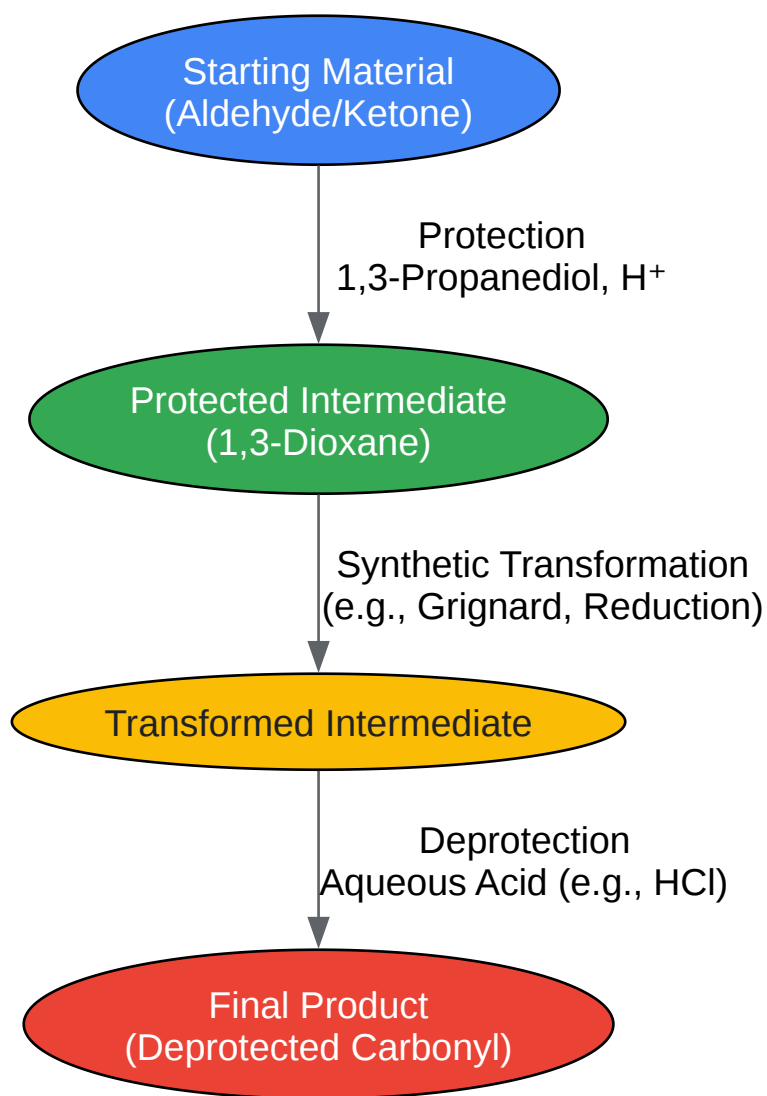 Starting Material
(Aldehyde/Ketone)
Protection
1,3-Propanediol, H⁺
Protected Intermediate
(1,3-Dioxane)
Synthetic Transformation
(e.g., Grignard, Reduction)
Transformed Intermediate
Deprotection
Aqueous Acid (e.g., HCl)
Final Product
(Deprotected Carbonyl)